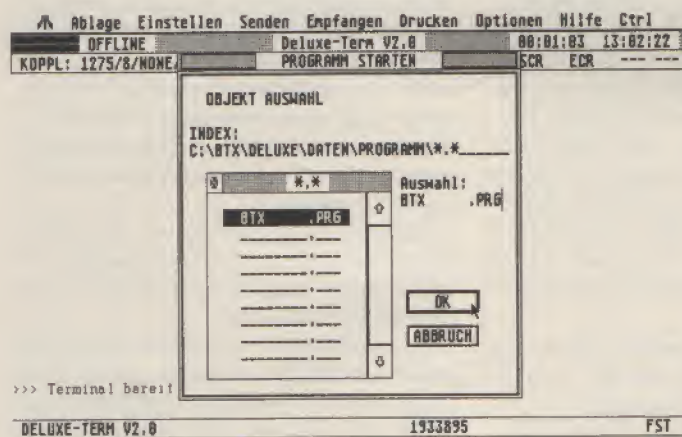 Ablage Einstellen Senden Empfangen Drucken Optionen Hilfe Ctrl
OFFLINE Deluxe-Term V2.0 00:01:03 13:02:22
KOPPL: 1275/8/NONE/ PROGRAMM STARTEN SCR ECR --- ---
OBJEKT AUSWAHL
INDEX:
C:\BTX\DELUXE\DATEN\PROGRAMM\*.*______
*.* Auswahl:
BTX .PRG BTX .PRG
OK
ABBRUCH
>>> Terminal bereit
DELUXE-TERM V2.0 1933895 FST